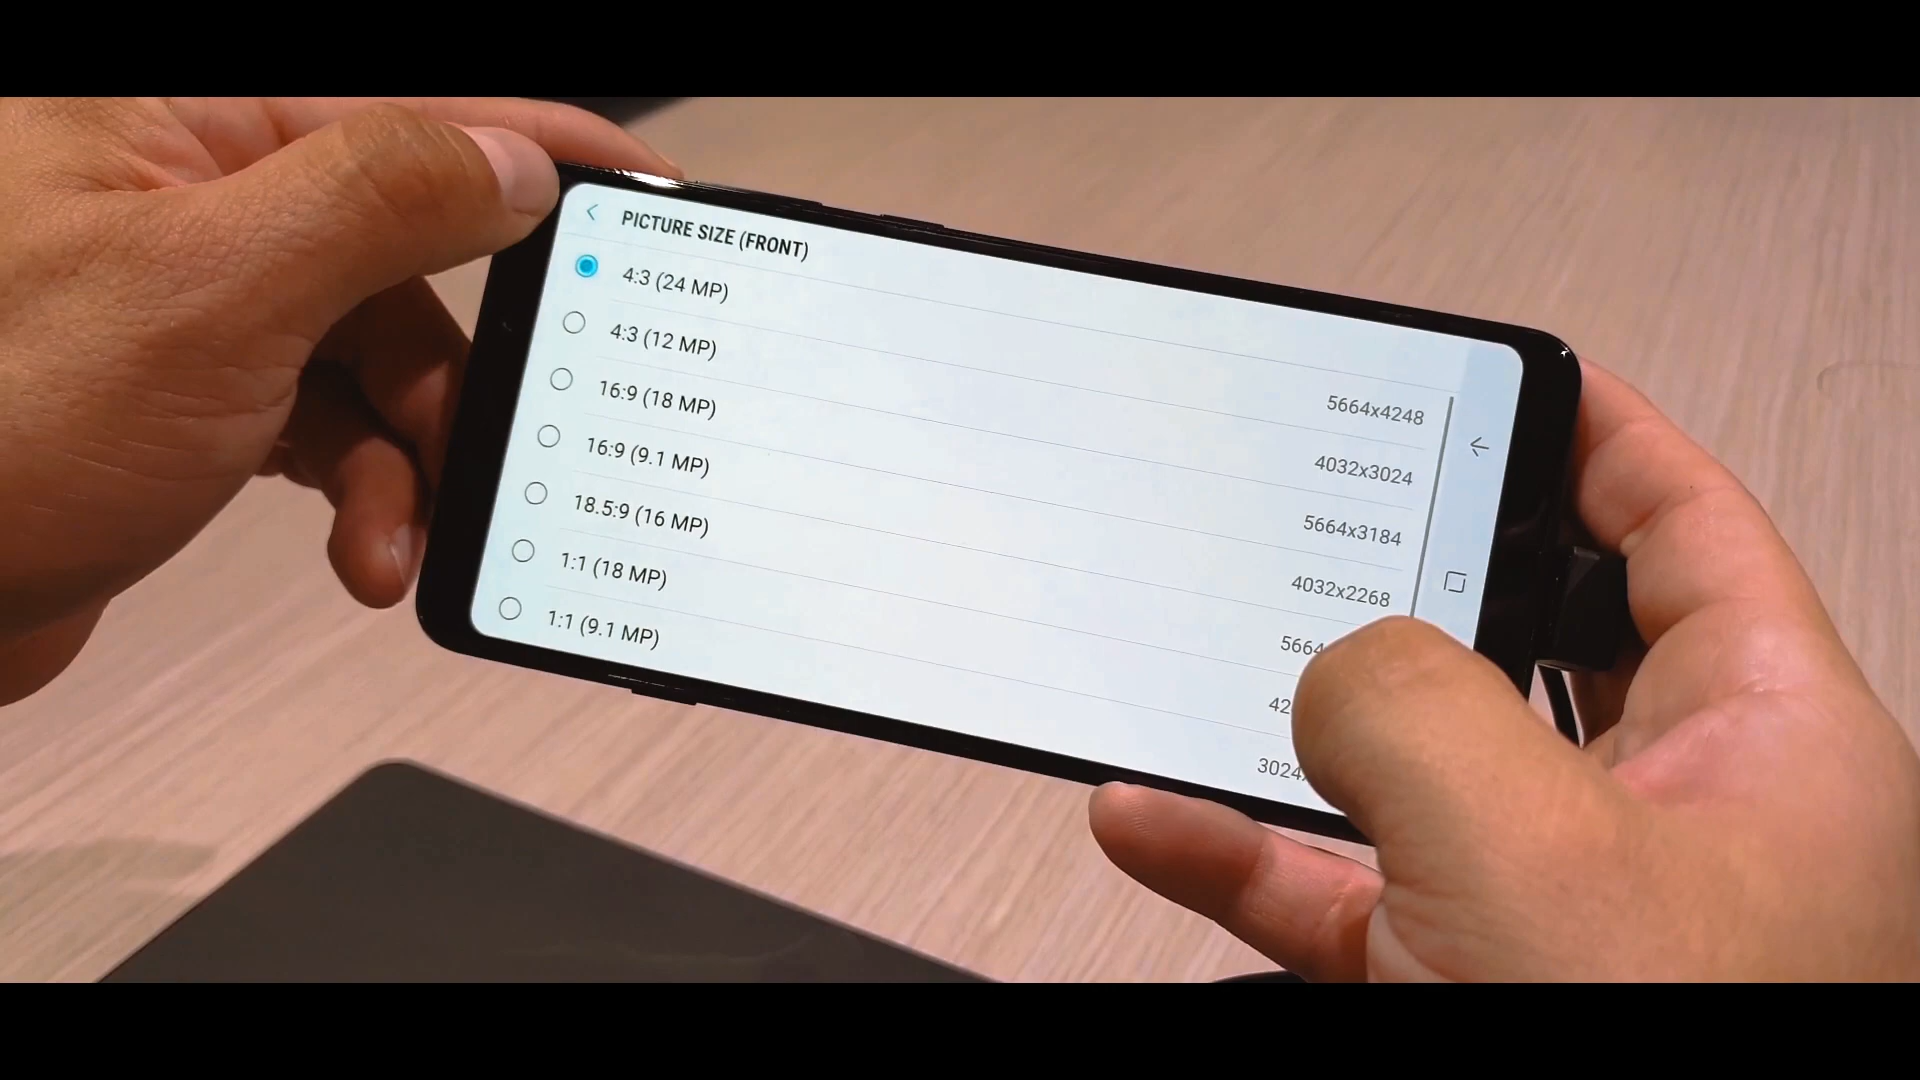 PICTURE SIZE (FRONT)
4:3 (24 MP) 5664x4248
4:3 (12 MP) 4032x3024
16:9 (18 MP) 5664x3184
16:9 (9.1 MP) 4032x2268
18.5:9 (16 MP)
1:1 (18 MP)
1:1 (9.1 MP)